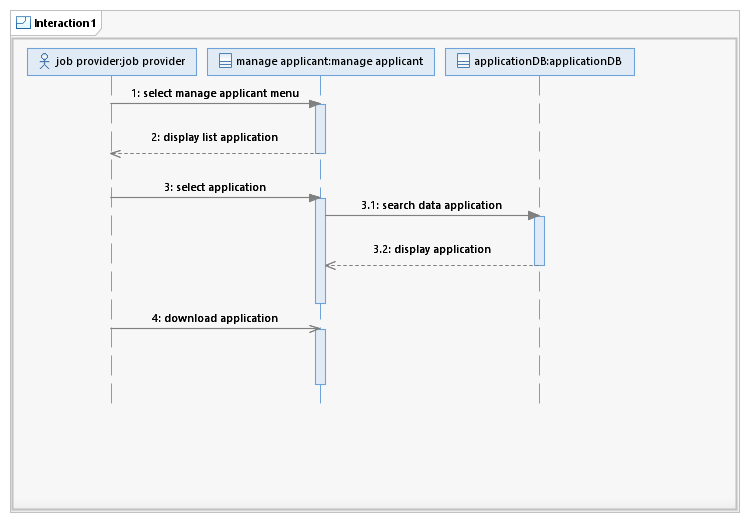 Interaction1
job provider:job provider
manage applicant:manage applicant
applicationDB:applicationDB
1: select manage applicant menu
2: display list application
3: select application
3.1: search data application
3.2: display application
4: download application